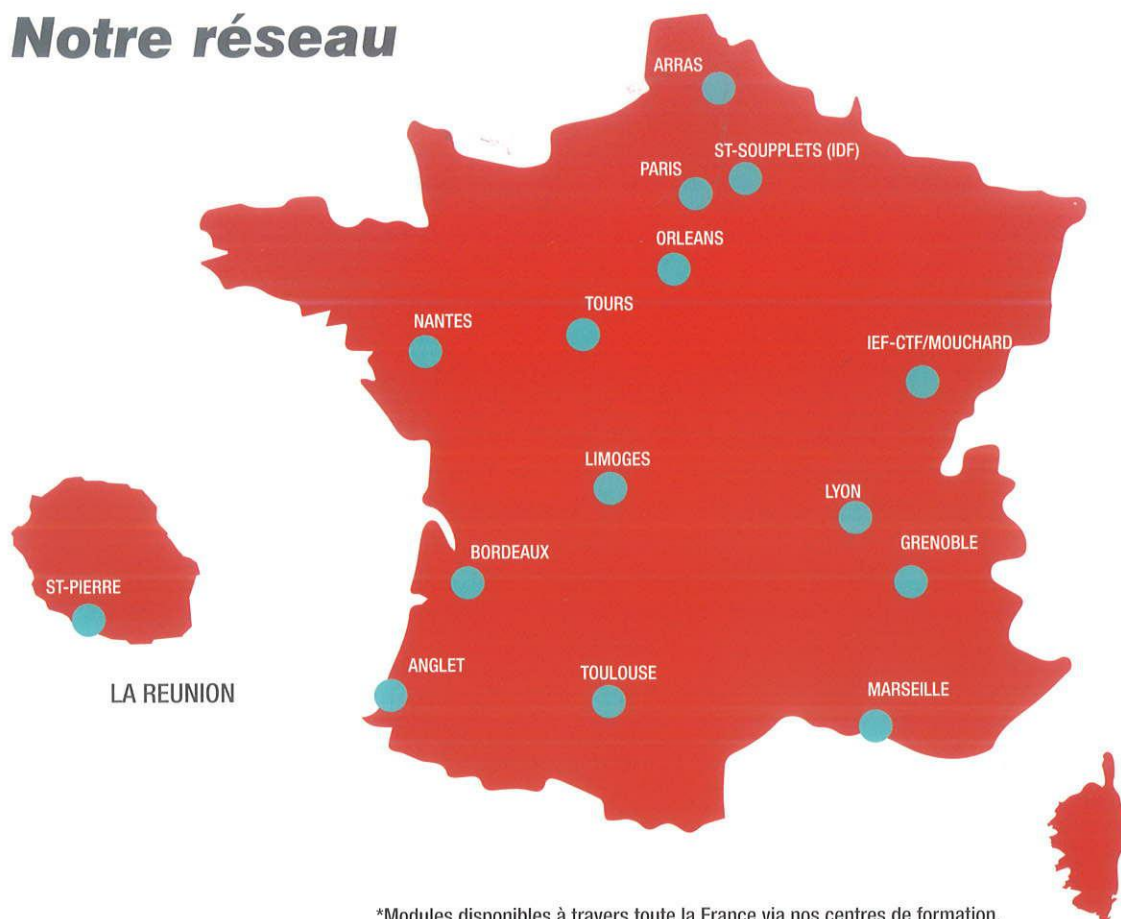 Notre réseau
ARRAS
ST-SOUPPLETS (IDF)
PARIS
ORLEANS
TOURS
NANTES
IEF-CTF/MOUCHARD
LIMOGES
LYON
GRENOBLE
BORDEAUX
ST-PIERRE
ANGLET
TOULOUSE
MARSEILLE
LA REUNION
*Modules disponibles à travers toute la France via nos centres de formation